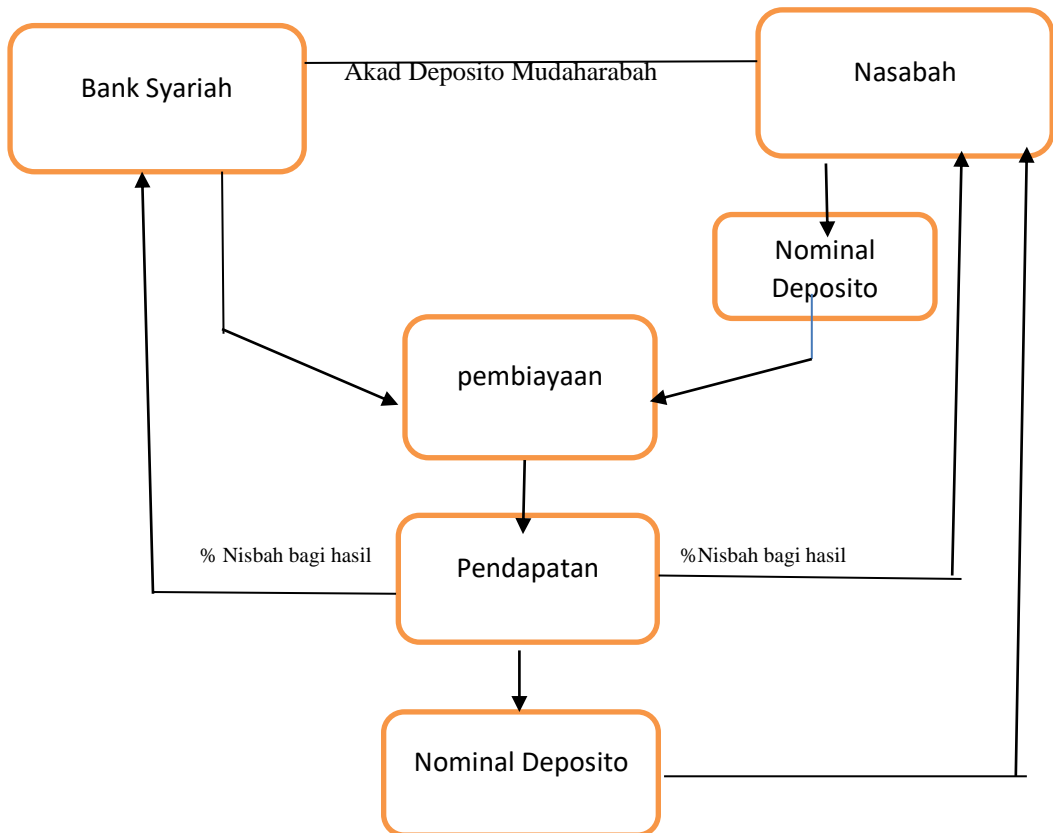 Bank Syariah
Akad Deposito Mudaharabah
Nasabah
Nominal
Deposito
pembiayaan
% Nisbah bagi hasil
Pendapatan
%Nisbah bagi hasil
Nominal Deposito